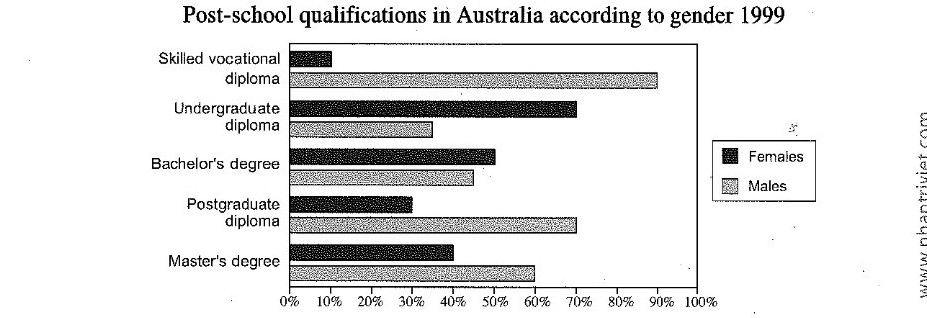 Post-school qualifications in Australia according to gender 1999
Skilled vocational
diploma
Undergraduate
diploma
Bachelor's degree
Postgraduate
diploma
Master's degree
0% 10% 20% 30% 40% 50% 60% 70% 80% 90% 100%
Females
Males
www.nhantriviet.com